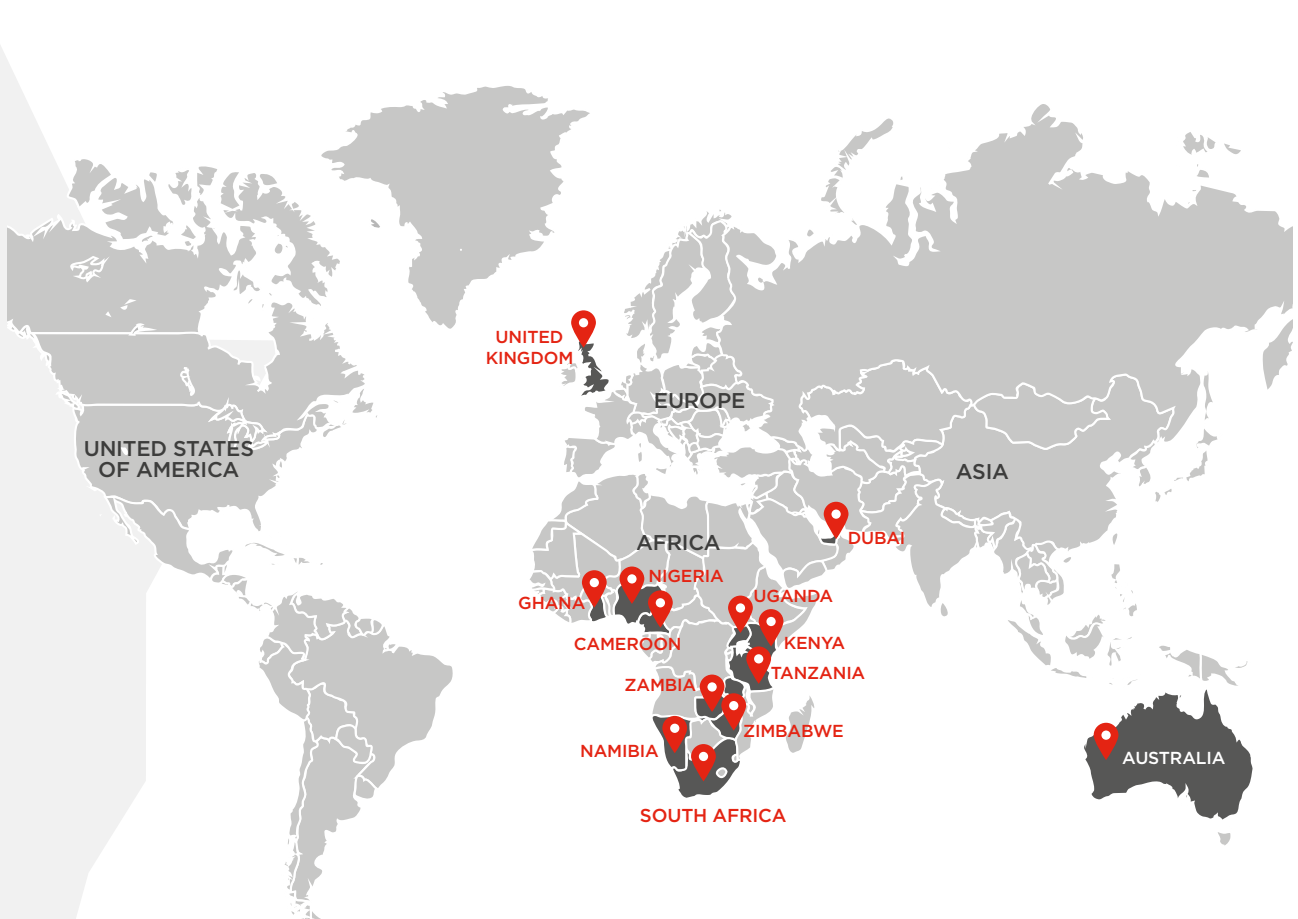 UNITED
KINGDOM
EUROPE
UNITED STATES
OF AMERICA
ASIA
DUBAI
AFRICA
NIGERIA
GHANA
UGANDA
CAMEROON
KENYA
TANZANIA
ZAMBIA
ZIMBABWE
NAMIBIA
AUSTRALIA
SOUTH AFRICA